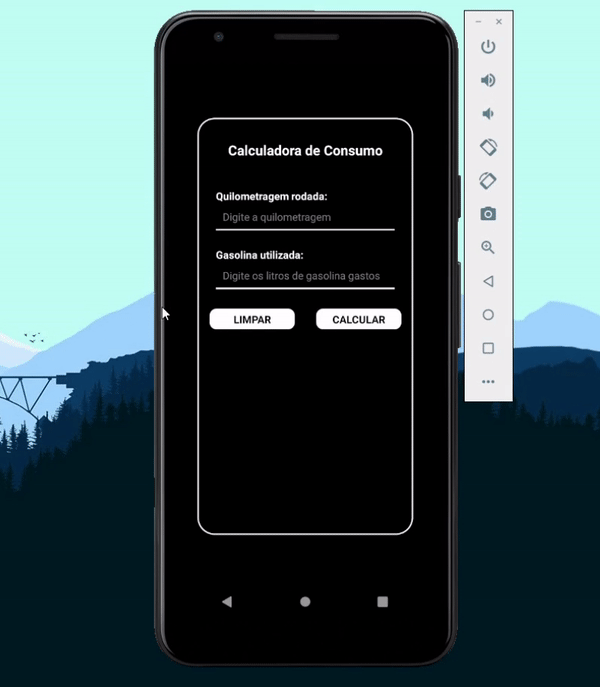 Calculadora de Consumo
Quilometragem rodada:
Digite a quilometragem
Gasolina utilizada:
Digite os litros de gasolina gastos
LIMPAR
CALCULAR